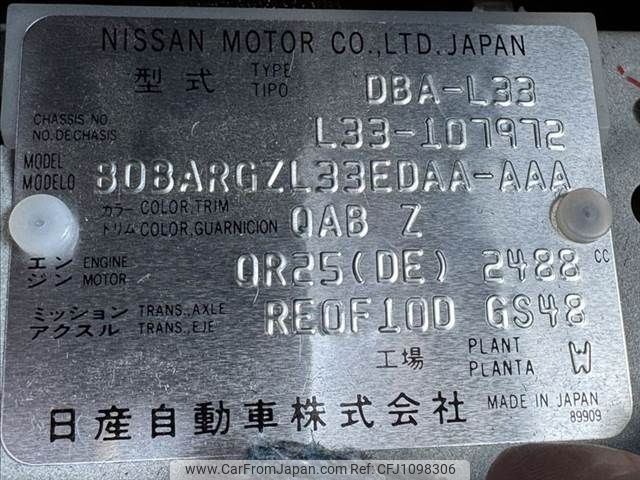 NISSAN MOTOR CO.,LTD.JAPAN
型式 TYPE TIPO DBA-L33
CHASSIS NO. NO.DECHASIS L33-107972
MODEL MODELO BDBARGZL33EDAA-AAA
カラー COLOR,TRIM トリム COLOR,GUARNICION QAB Z
エンジン ENGINE MOTOR QR25(DE) 2488 CC
ミッション TRANS.,AXLE アクスル TRANS.,EJE RE0F10D GS48
工場 PLANT PLANTA W
日産自動車株式会社 MADE IN JAPAN
89909
© CarFromJapan.com | Ref No. CFJ1098306